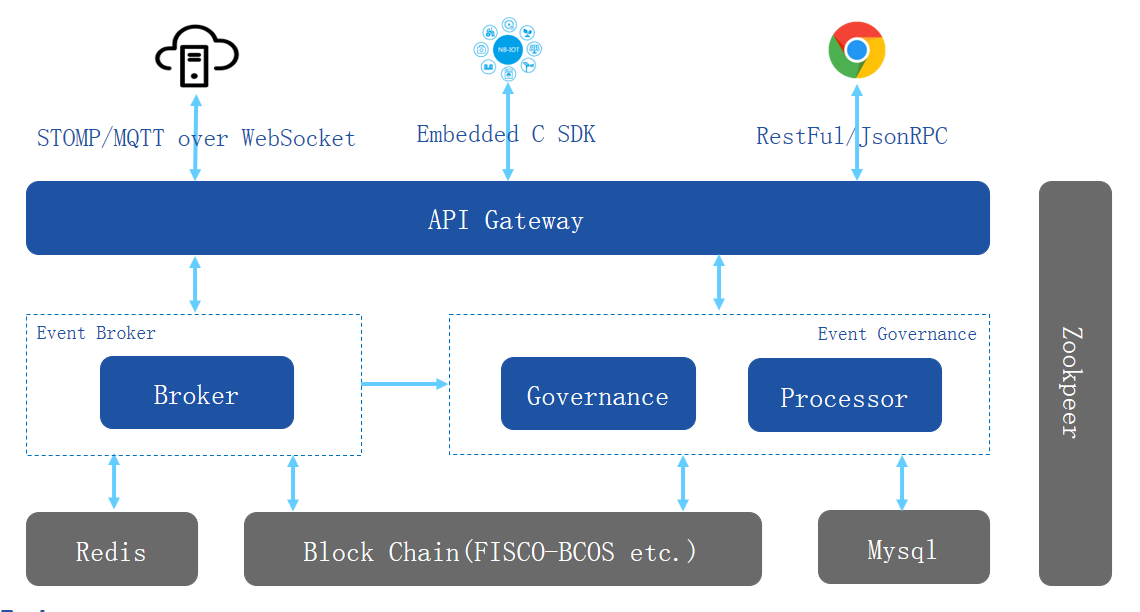 NB-IOT
STOMP/MQTT over WebSocket
Embedded C SDK
RestFul/JsonRPC
API Gateway
Event Broker
Broker
Event Governance
Governance
Processor
Zookpeer
Redis
Block Chain(FISCO-BCOS etc.)
Mysql